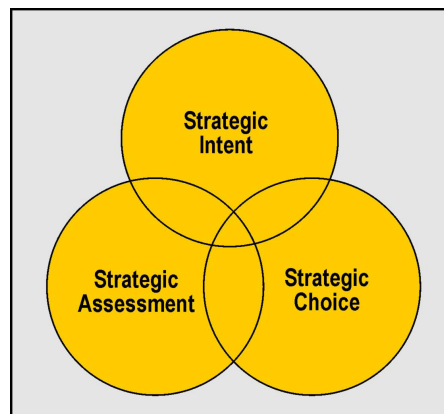 Strategic
Intent
Strategic
Assessment
Strategic
Choice